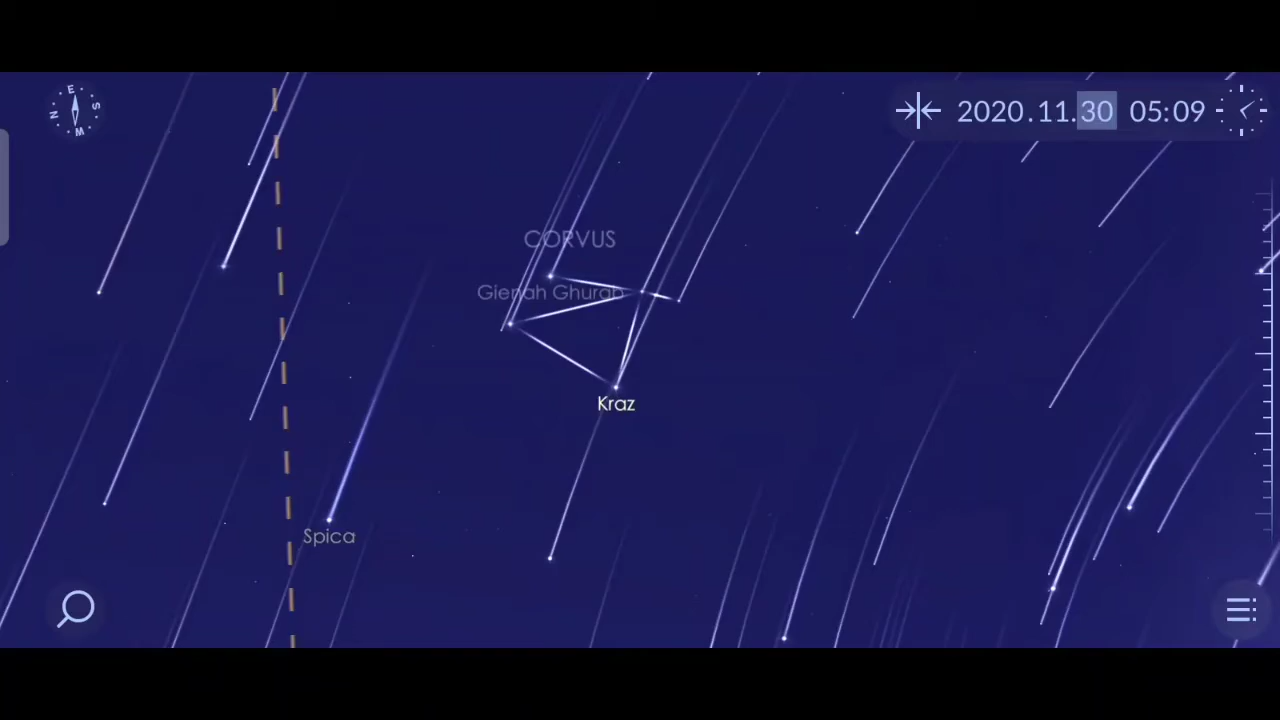 E
N S
W
2020.11.30 05:09
CORVUS
Gienah Ghurab
Kraz
Spica